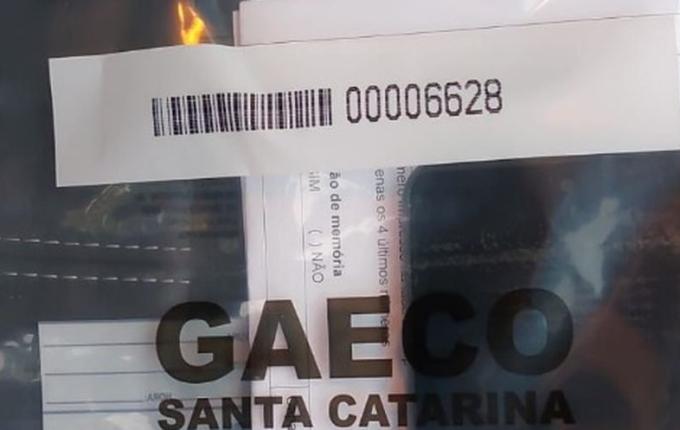 00006628
ão de memória
IM ( ) NÃO
enas os 4 últimos
GAECO
SANTA CATARINA